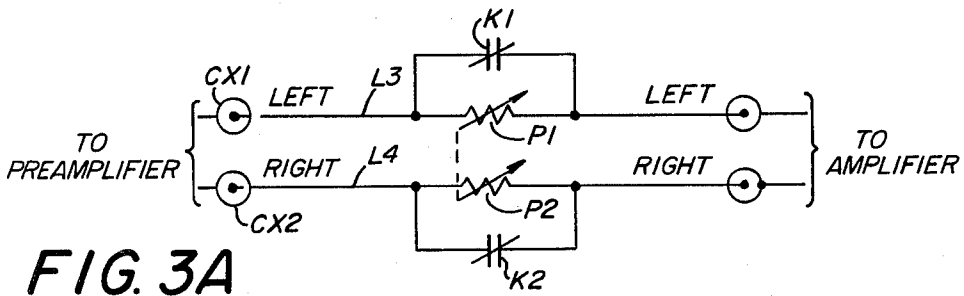 K1
CX1
LEFT
L3
LEFT
P1
TO
PREAMPLIFIER
TO
AMPLIFIER
RIGHT
L4
RIGHT
P2
CX2
K2
FIG. 3A